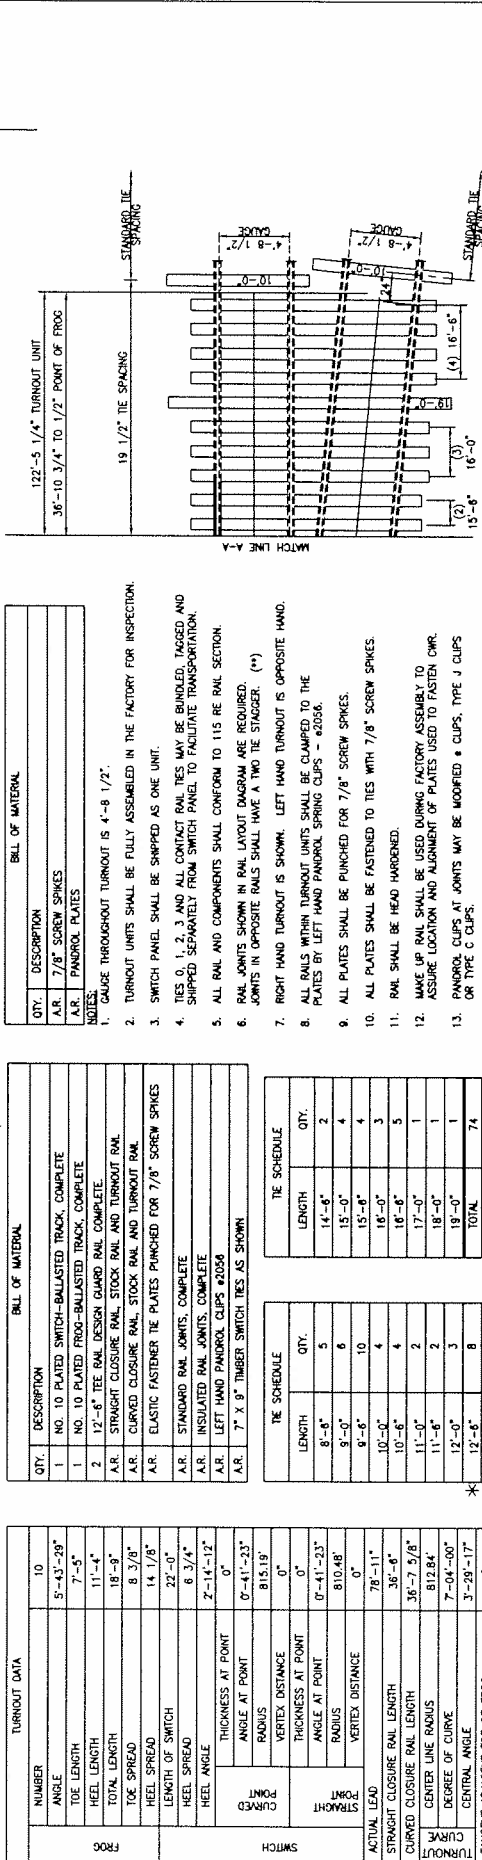 TURNOUT DATA
FROG
NUMBER 10
ANGLE 5'-43'-29"
TOE LENGTH 7'-5"
HEEL LENGTH 11'-4"
TOTAL LENGTH 18'-9"
TOE SPREAD 8 3/8"
HEEL SPREAD 14 1/8"
SWITCH
LENGTH OF SWITCH 22'-0"
HEEL SPREAD 6 3/4"
HEEL ANGLE 2°-14'-12"
CURVED POINT
THICKNESS AT POINT 0"
ANGLE AT POINT 0°-41'-23"
RADIUS 815.19'
VERTEX DISTANCE 0"
STRAIGHT POINT
THICKNESS AT POINT 0"
ANGLE AT POINT 0°-41'-23"
RADIUS 810.48'
VERTEX DISTANCE 0"
ACTUAL LEAD 78'-11"
STRAIGHT CLOSURE RAIL LENGTH 36'-6"
CURVED CLOSURE RAIL LENGTH 36'-7 5/8"
TURNOUT CURVE
CENTER LINE RADIUS 812.84'
DEGREE OF CURVE 7°-04'-00"
CENTRAL ANGLE 3°-29'-17"
BILL OF MATERIAL
QTY. DESCRIPTION
1 NO. 10 PLATED SWITCH-BALLASTED TRACK, COMPLETE
1 NO. 10 PLATED FROG-BALLASTED TRACK, COMPLETE
2 12'-6" TEE RAIL DESIGN GUARD RAIL COMPLETE.
A.R. STRAIGHT CLOSURE RAIL, STOCK RAIL AND TURNOUT RAIL
A.R. CURVED CLOSURE RAIL, STOCK RAIL AND TURNOUT RAIL
A.R. ELASTIC FASTENER TIE PLATES PUNCHED FOR 7/8" SCREW SPIKES
A.R. STANDARD RAIL JOINTS, COMPLETE
A.R. INSULATED RAIL JOINTS, COMPLETE
A.R. LEFT HAND PANDROL CLIPS e2056
A.R. 7" X 9" TIMBER SWITCH TIES AS SHOWN
TIE SCHEDULE
LENGTH QTY.
8'-6" 5
9'-0" 6
9'-6" 10
10'-0" 4
10'-6" 4
11'-0" 2
11'-6" 2
12'-0" 3
* 12'-6" 8
TIE SCHEDULE
LENGTH QTY.
14'-6" 2
15'-0" 4
15'-6" 4
16'-0" 3
16'-6" 5
17'-0" 1
18'-0" 1
19'-0" 1
TOTAL 74
BILL OF MATERIAL
QTY. DESCRIPTION
A.R. 7/8" SCREW SPIKES
A.R. PANDROL PLATES
NOTES:
1. GAUGE THROUGHOUT TURNOUT IS 4'-8 1/2".
2. TURNOUT UNITS SHALL BE FULLY ASSEMBLED IN THE FACTORY FOR INSPECTION.
3. SWITCH PANEL SHALL BE SHIPPED AS ONE UNIT.
4. TIES 0, 1, 2, 3 AND ALL CONTACT RAIL TIES MAY BE BUNDLED, TAGGED AND
SHIPPED SEPARATELY FROM SWITCH PANEL TO FACILITATE TRANSPORTATION.
5. ALL RAIL AND COMPONENTS SHALL CONFORM TO 115 RE RAIL SECTION.
6. RAIL JOINTS SHOWN IN RAIL LAYOUT DIAGRAM ARE REQUIRED.
JOINTS IN OPPOSITE RAILS SHALL HAVE A TWO TIE STAGGER. (**)
7. RIGHT HAND TURNOUT IS SHOWN. LEFT HAND TURNOUT IS OPPOSITE HAND.
8. ALL RAILS WITHIN TURNOUT UNITS SHALL BE CLAMPED TO THE
PLATES BY LEFT HAND PANDROL SPRING CLIPS - e2056.
9. ALL PLATES SHALL BE PUNCHED FOR 7/8" SCREW SPIKES.
10. ALL PLATES SHALL BE FASTENED TO TIES WITH 7/8" SCREW SPIKES.
11. RAIL SHALL BE HEAD HARDENED.
12. MAKE UP RAIL SHALL BE USED DURING FACTORY ASSEMBLY TO
ASSURE LOCATION AND ALIGNMENT OF PLATES USED TO FASTEN CWR.
13. PANDROL CLIPS AT JOINTS MAY BE MODIFIED e CLIPS, TYPE J CLIPS
OR TYPE C CLIPS.
122'-5 1/4" TURNOUT UNIT
36'-10 3/4" TO 1/2" POINT OF FROG
19 1/2" TIE SPACING
STANDARD TIE SPACING
MATCH LINE A-A
4'-8 1/2" GAUGE
10'-0"
4'-8 1/2" GAUGE
10'-0"
24"
19'-0"
(2) 15'-6"
(3) 16'-0"
(4) 16'-6"
STANDARD TIE